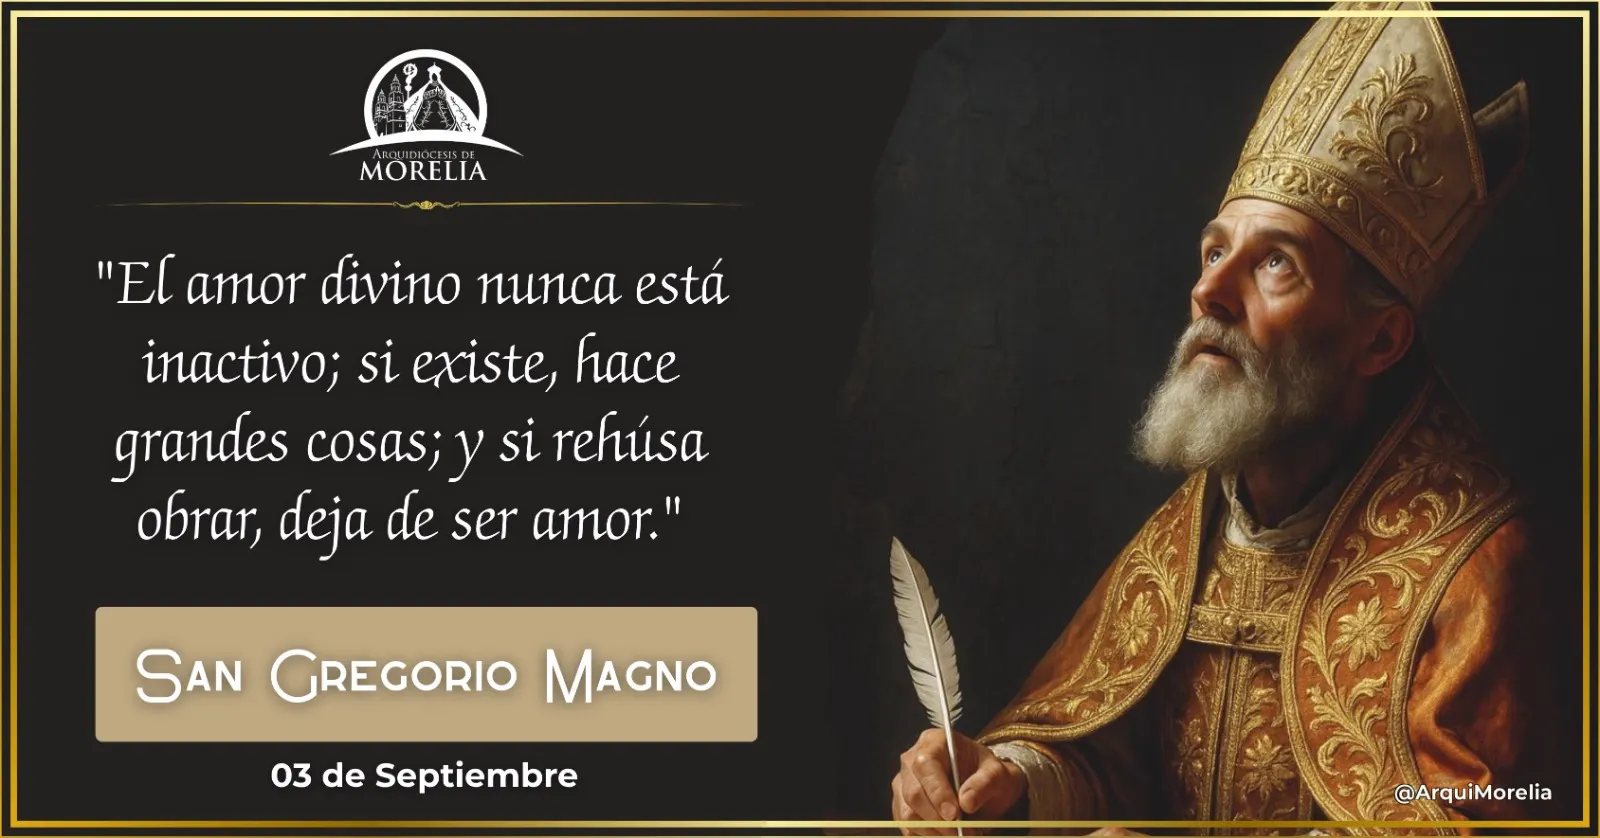 ARQUIDIÓCESIS DE
MORELIA
"El amor divino nunca está
inactivo; si existe, hace
grandes cosas; y si rehúsa
obrar, deja de ser amor."
SAN GREGORIO MAGNO
03 de Septiembre
@ArquiMorelia